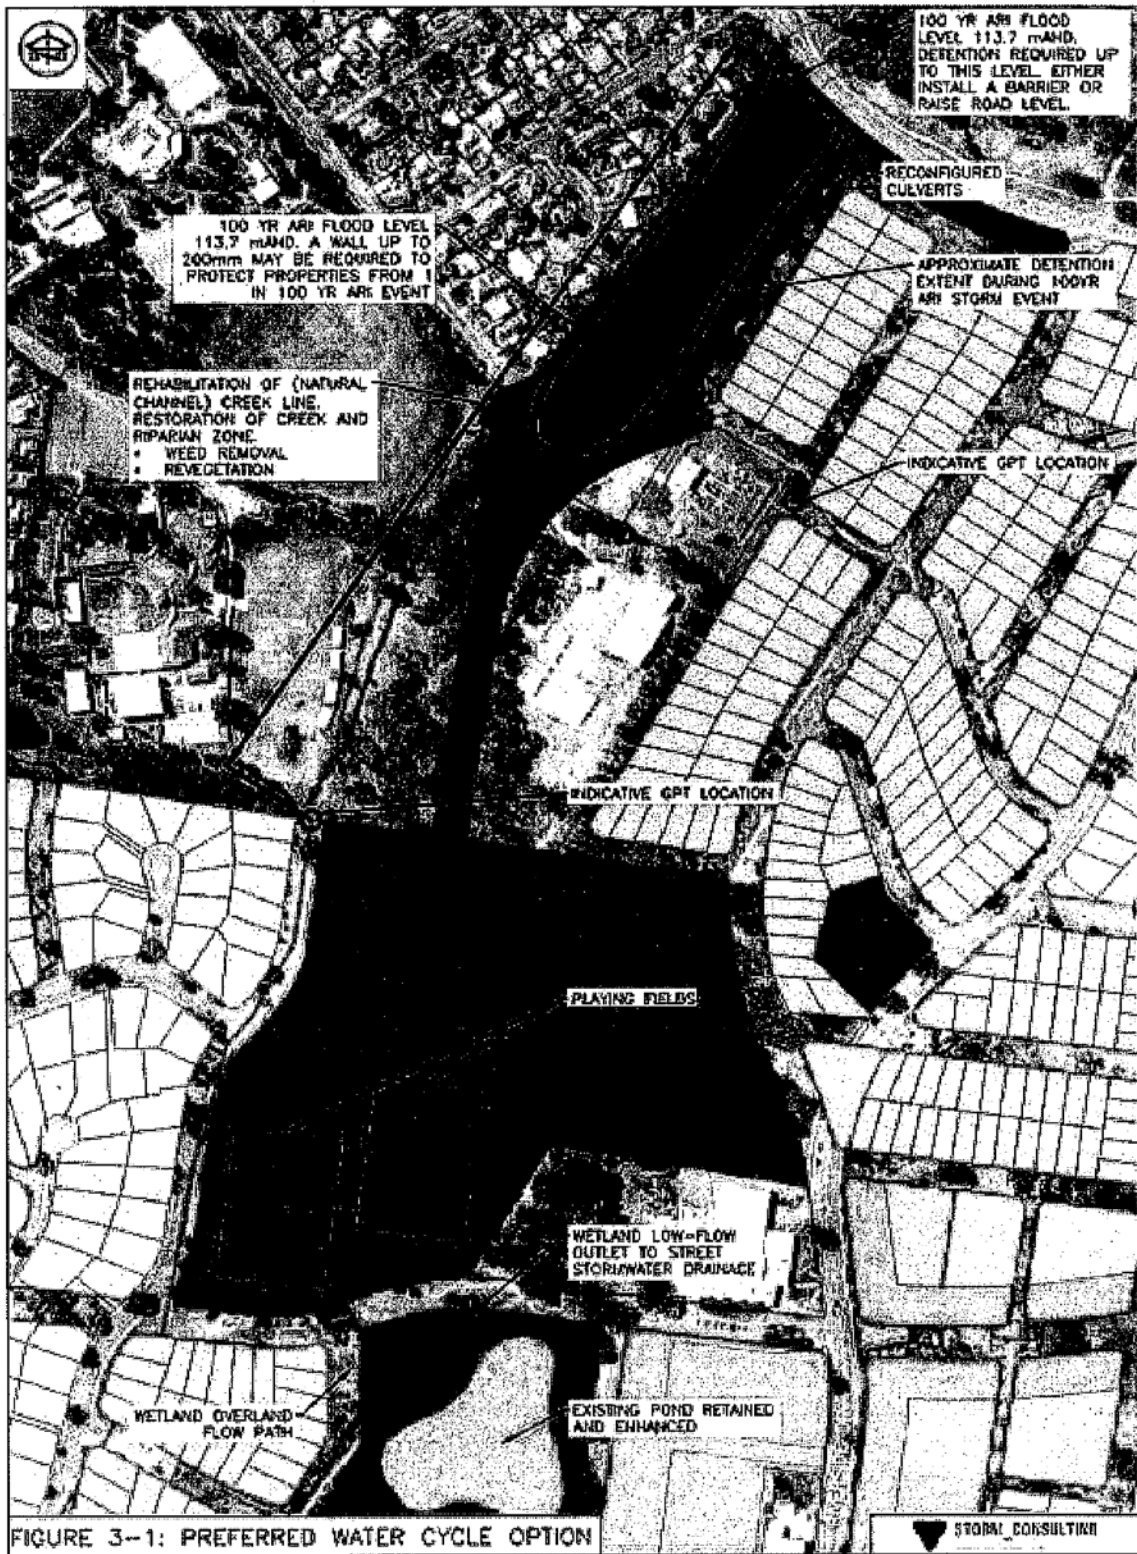 100 YR ARI FLOOD
LEVEL 113.7 mAHD.
DETENTION REQUIRED UP
TO THIS LEVEL. EITHER
INSTALL A BARRIER OR
RAISE ROAD LEVEL.
RECONFIGURED
CULVERTS
100 YR ARI FLOOD LEVEL
113.7 mAHD. A WALL UP TO
200mm MAY BE REQUIRED TO
PROTECT PROPERTIES FROM 1
IN 100 YR ARI EVENT
APPROXIMATE DETENTION
EXTENT DURING 100YR
ARI STORM EVENT
REHABILITATION OF (NATURAL
CHANNEL) CREEK LINE.
RESTORATION OF CREEK AND
RIPARIAN ZONE
• WEED REMOVAL
• REVEGETATION
INDICATIVE GPT LOCATION
INDICATIVE GPT LOCATION
PLAYING FIELDS
WETLAND LOW-FLOW
OUTLET TO STREET
STORMWATER DRAINAGE
WETLAND OVERLAND
FLOW PATH
EXISTING POND RETAINED
AND ENHANCED
FIGURE 3-1: PREFERRED WATER CYCLE OPTION
STORM CONSULTING